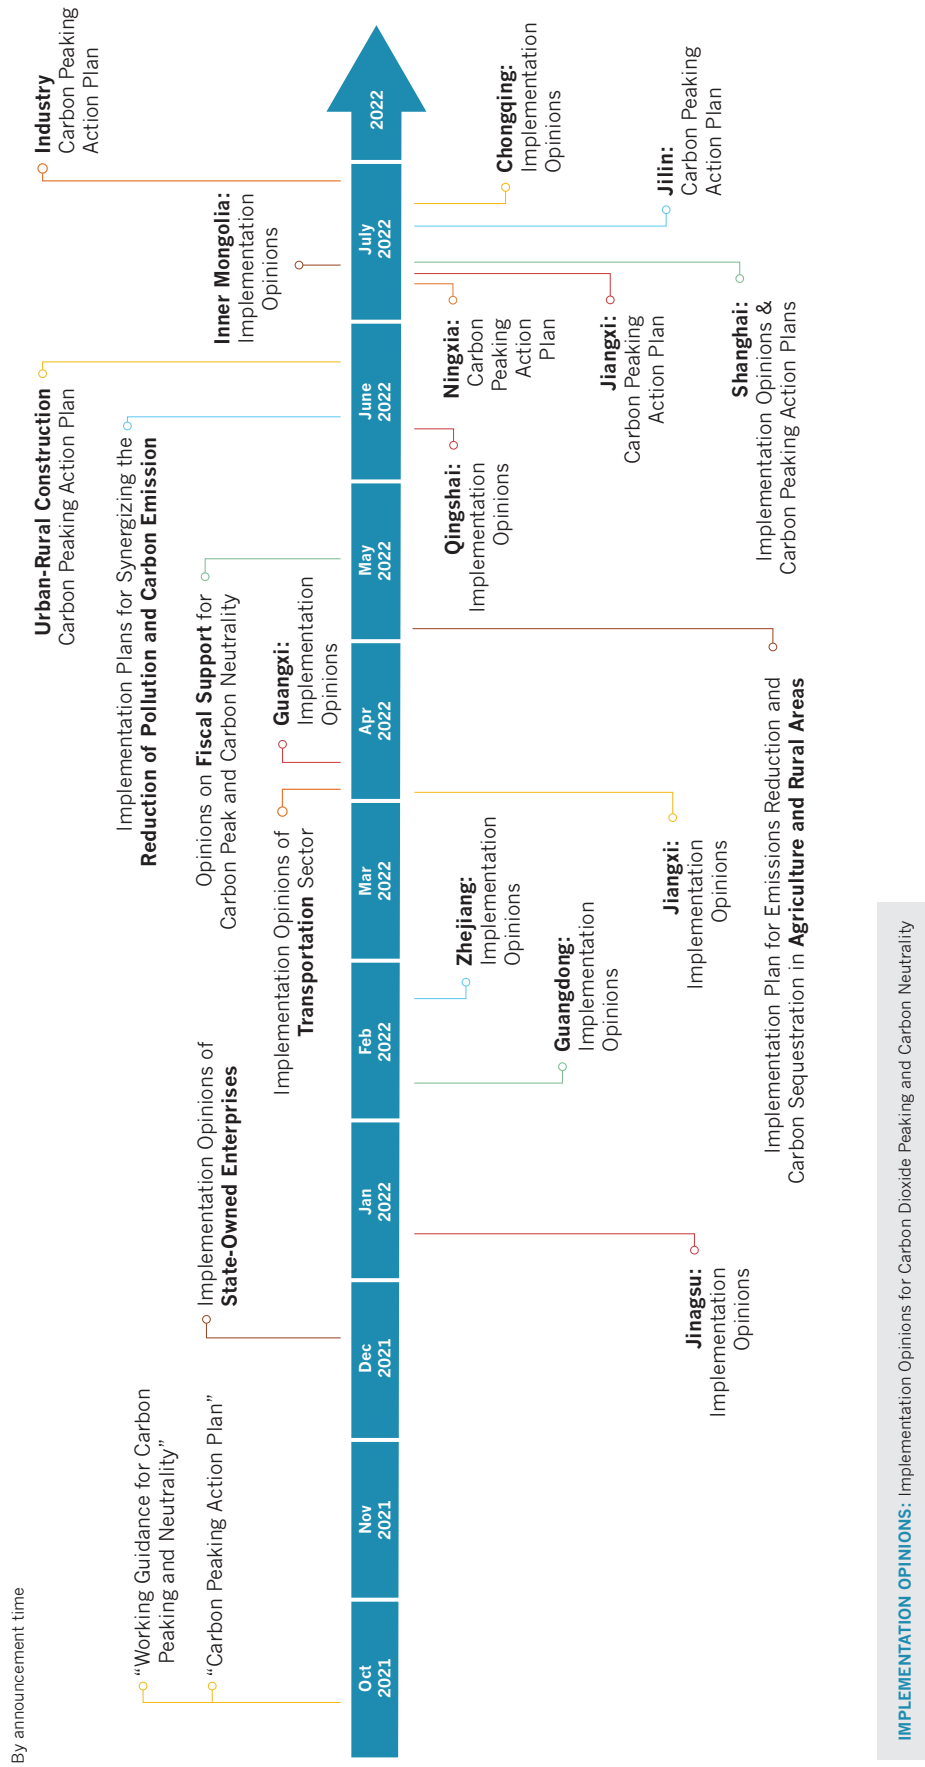 By announcement time
Industry
Carbon Peaking
Action Plan
Urban-Rural Construction
Carbon Peaking Action Plan
Implementation Plans for Synergizing the
Reduction of Pollution and Carbon Emission
"Working Guidance for Carbon
Peaking and Neutrality"
"Carbon Peaking Action Plan"
Implementation Opinions of
State-Owned Enterprises
Opinions on Fiscal Support for
Carbon Peak and Carbon Neutrality
Inner Mongolia:
Implementation
Opinions
Implementation Opinions of
Transportation Sector
Guangxi:
Implementation
Opinions
Oct
2021
Nov
2021
Dec
2021
Jan
2022
Feb
2022
Mar
2022
Apr
2022
May
2022
June
2022
July
2022
2022
Zhejiang:
Implementation
Opinions
Qingshai:
Implementation
Opinions
Ningxia:
Carbon
Peaking
Action
Plan
Chongqing:
Implementation
Opinions
Guangdong:
Implementation
Opinions
Jiangxi:
Carbon Peaking
Action Plan
Jilin:
Carbon Peaking
Action Plan
Jinagsu:
Implementation
Opinions
Jiangxi:
Implementation
Opinions
Shanghai:
Implementation Opinions &
Carbon Peaking Action Plans
Implementation Plan for Emissions Reduction and
Carbon Sequestration in Agriculture and Rural Areas
IMPLEMENTATION OPINIONS: Implementation Opinions for Carbon Dioxide Peaking and Carbon Neutrality